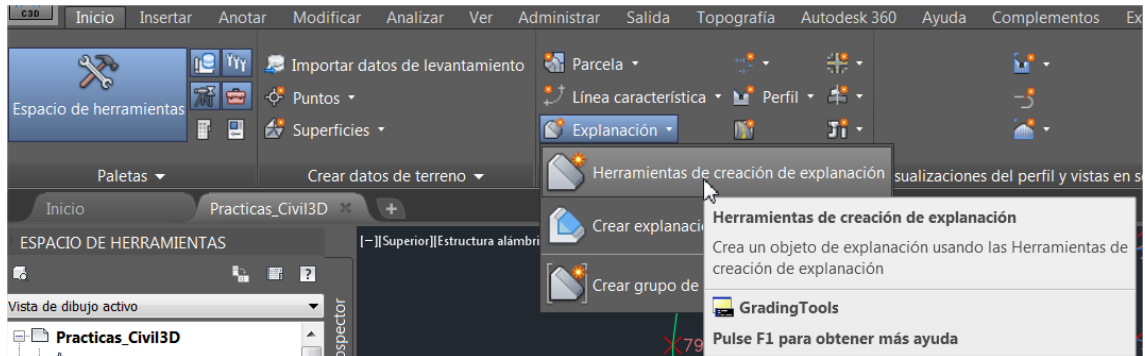 C3D Inicio Insertar Anotar Modificar Analizar Ver Administrar Salida Topografía Autodesk 360 Ayuda Complementos Ex
Importar datos de levantamiento Parcela
Espacio de herramientas Puntos Línea característica Perfil
Superficies Explanación
Paletas Crear datos de terreno Herramientas de creación de explanación sualizaciones del perfil y vistas en s
Inicio Practicas_Civil3D
ESPACIO DE HERRAMIENTAS [−][Superior][Estructura alámbri
Crear explanaci
Crear grupo de
Herramientas de creación de explanación
Crea un objeto de explanación usando las Herramientas de
creación de explanación
GradingTools
Pulse F1 para obtener más ayuda
Vista de dibujo activo
Practicas_Civil3D
ospector
79